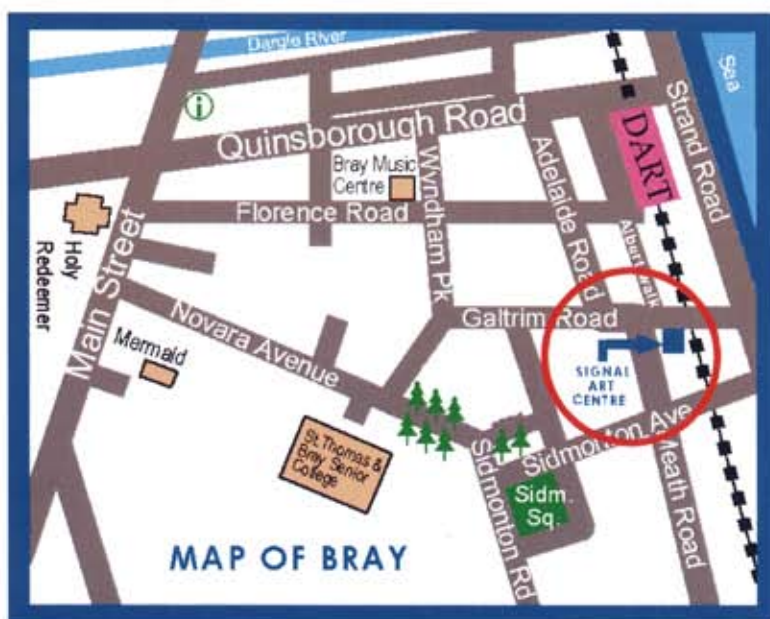 Dargle River
Sea
i
Quinsborough Road
Strand Road
DART
Bray Music
Centre
Wyndham Pk
Adelaide Road
Florence Road
Albert Walk
Holy
Redeemer
Main Street
Novara Avenue
Galtrim Road
Mermaid
SIGNAL
ART
CENTRE
St. Thomas &
Bray Senior
College
Sidmonton Ave
Sidmonton Rd
Meath Road
Sidm.
Sq.
MAP OF BRAY